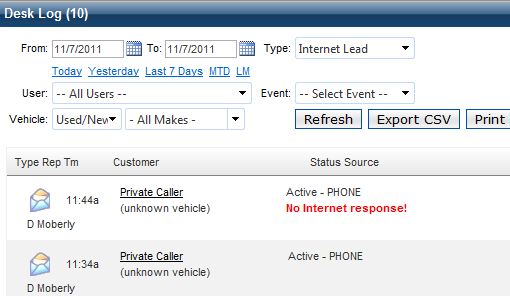 Desk Log (10)
From: 11/7/2011 To: 11/7/2011 Type: Internet Lead
Today Yesterday Last 7 Days MTD LM
User: -- All Users -- Event: -- Select Event --
Vehicle: Used/New - All Makes -
Refresh Export CSV Print
Type Rep Tm Customer Status Source
11:44a Private Caller Active - PHONE
(unknown vehicle) No Internet response!
D Moberly
11:34a Private Caller Active - PHONE
(unknown vehicle)
D Moberly